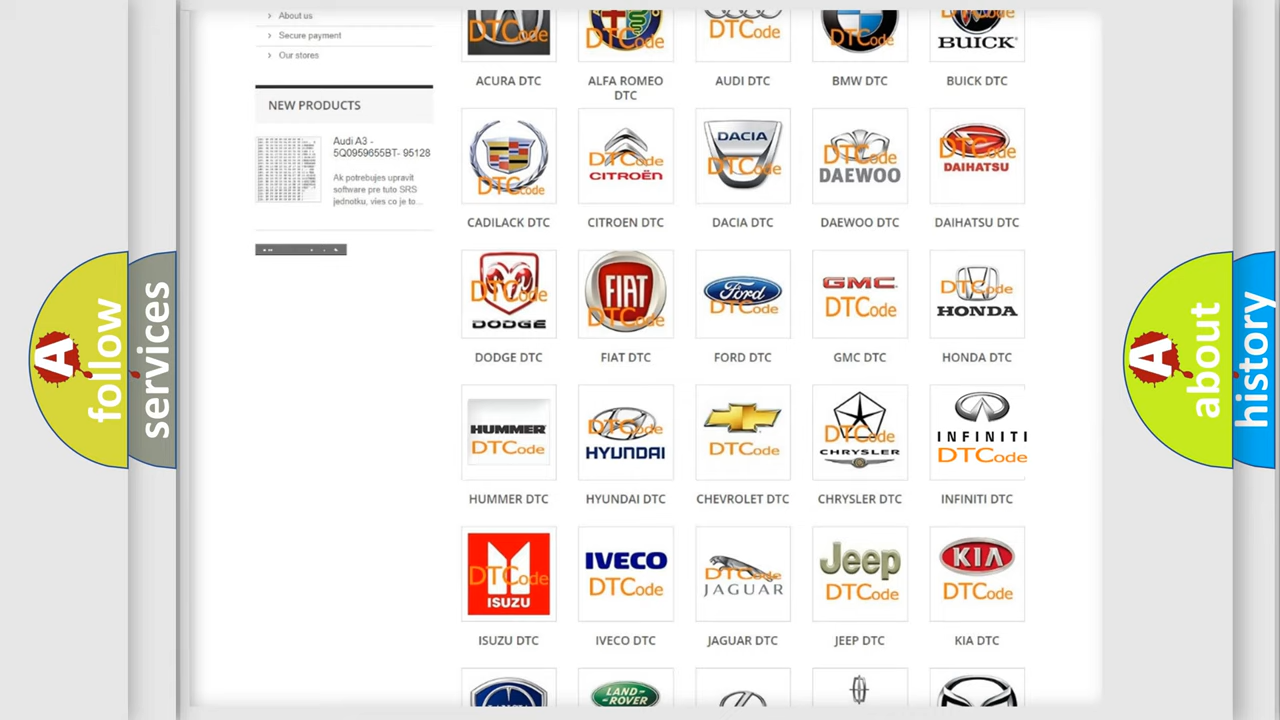 About us
Secure payment
Our stores
NEW PRODUCTS
Audi A3 -
5Q0959655BT- 95128
Ak potrebujes upravit
software pre tuto SRS
jednotku, vies co je to...
DTCode
DTCode
DTCode
DTCode
BUICK
ACURA DTC
ALFA ROMEO
DTC
AUDI DTC
BMW DTC
BUICK DTC
DTCode
DTCode
CITROËN
DACIA
DTCode
DTCode
DAEWOO
DTCode
DAIHATSU
CADILACK DTC
CITROEN DTC
DACIA DTC
DAEWOO DTC
DAIHATSU DTC
DTCode
DODGE
FIAT
DTCode
Ford
DTCode
GMC
DTCode
DTCode
HONDA
DODGE DTC
FIAT DTC
FORD DTC
GMC DTC
HONDA DTC
HUMMER
DTCode
DTCode
HYUNDAI
DTCode
DTCode
CHRYSLER
INFINITI
DTCode
HUMMER DTC
HYUNDAI DTC
CHEVROLET DTC
CHRYSLER DTC
INFINITI DTC
DTCode
ISUZU
IVECO
DTCode
DTCode
JAGUAR
Jeep
DTCode
KIA
DTCode
ISUZU DTC
IVECO DTC
JAGUAR DTC
JEEP DTC
KIA DTC
LAND-
ROVER
A follow
services
A about
history